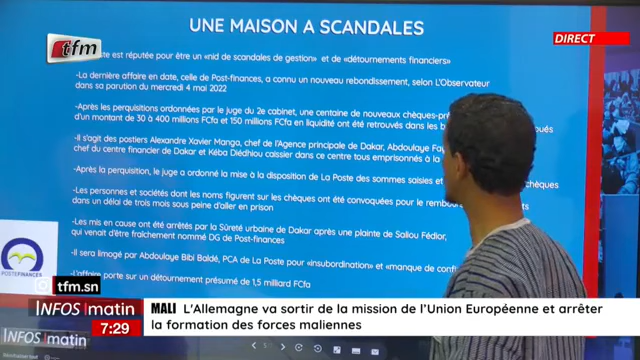 UNE MAISON A SCANDALES
tfm
DIRECT
est réputée pour être un «nid de scandales de gestion» et de «détournements financiers»
-La dernière affaire en date, celle de Post-finances, a connu un nouveau rebondissement, selon L'Observateur
dans sa parution du mercredi 4 mai 2022
-Après les perquisitions ordonnées par le juge du 2e cabinet, une centaine de nouveaux chèques
d'un montant de 30 à 400 millions FCfa et 150 millions FCfa en liquidité ont été retrouvés dans les
-Il s'agit des postiers Alexandre Xavier Manga, chef de l'Agence principale de Dakar, Abdoulaye
chef du centre financier de Dakar et Kéba Diédhiou caissier dans ce centre tous emprisonnés à la
-Après la perquisition, le juge a ordonné la mise à la disposition de La Poste des sommes saisies et chèques
-Les personnes et sociétés dont les noms figurent sur les chèques ont été convoquées pour le
dans un délai de trois mois sous peine d'aller en prison
-Les mis en cause ont été arrêtés par la Sûreté urbaine de Dakar après une plainte de Saliou Fédior,
qui venait d'être fraîchement nommé DG de Post-finances
-Il sera limogé par Abdoulaye Bibi Baldé, PCA de La Poste pour «insubordination» et «manque de
L'affaire porte sur un détournement présumé de 1,5 milliard FCfa
POSTEFINANCES
tfm.sn
INFOS matin
7:29
MALI L'Allemagne va sortir de la mission de l'Union Européenne et arrêter
la formation des forces maliennes
INFOS matin